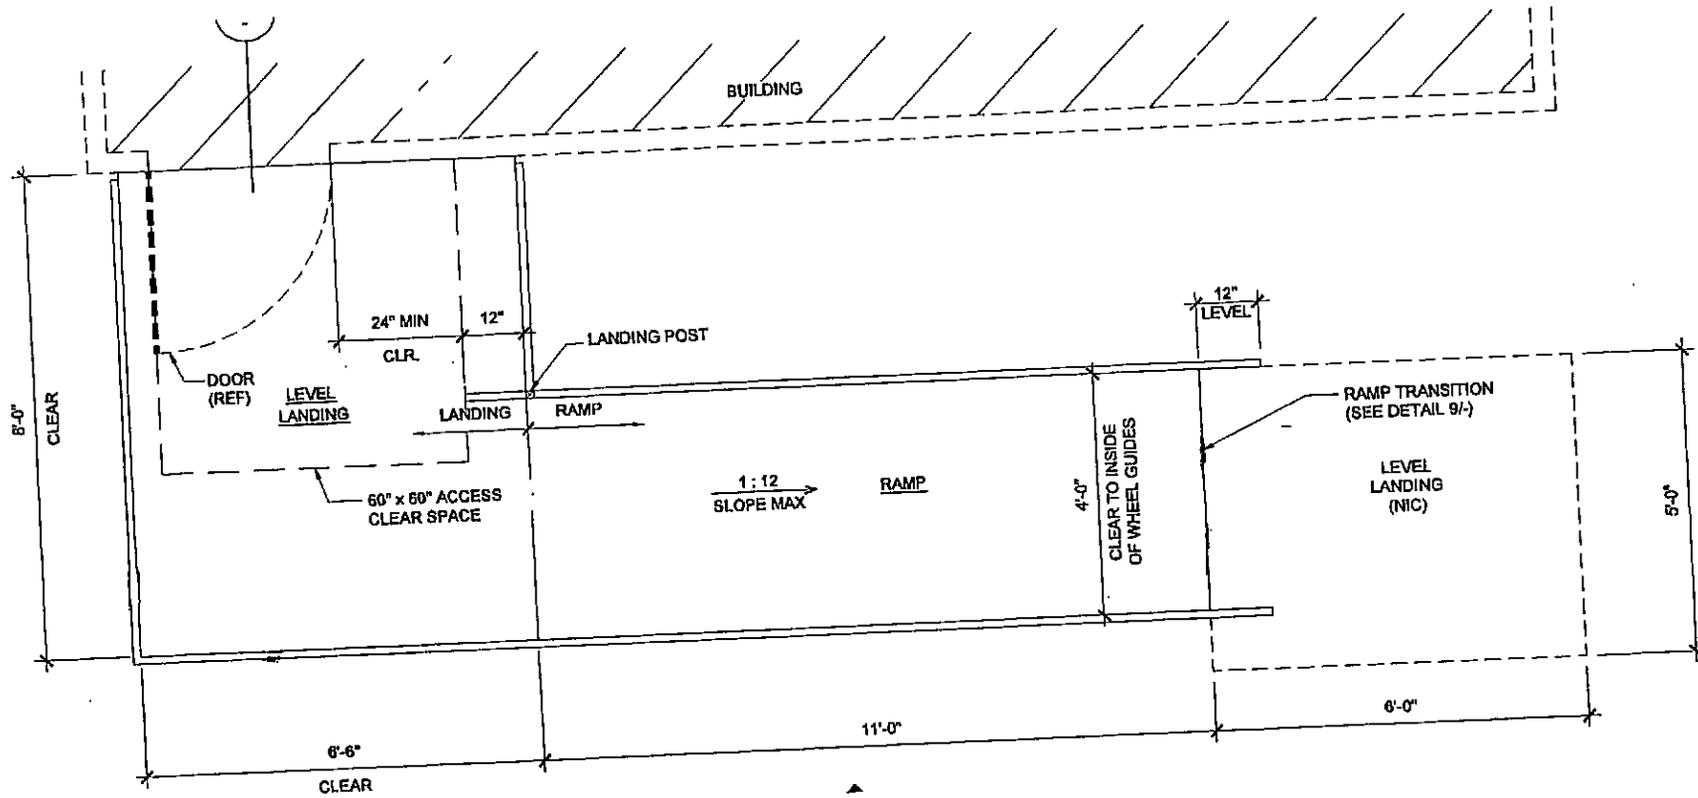 BUILDING
8'-0"
CLEAR
24" MIN
CLR.
12"
LANDING POST
12"
LEVEL
DOOR
(REF)
LEVEL
LANDING
LANDING
RAMP
RAMP TRANSITION
(SEE DETAIL 9/-)
60" x 60" ACCESS
CLEAR SPACE
1 : 12
SLOPE MAX
RAMP
4'-0"
CLEAR TO INSIDE
OF WHEEL GUIDES
LEVEL
LANDING
(NIC)
5'-0"
6'-6"
CLEAR
11'-0"
6'-0"